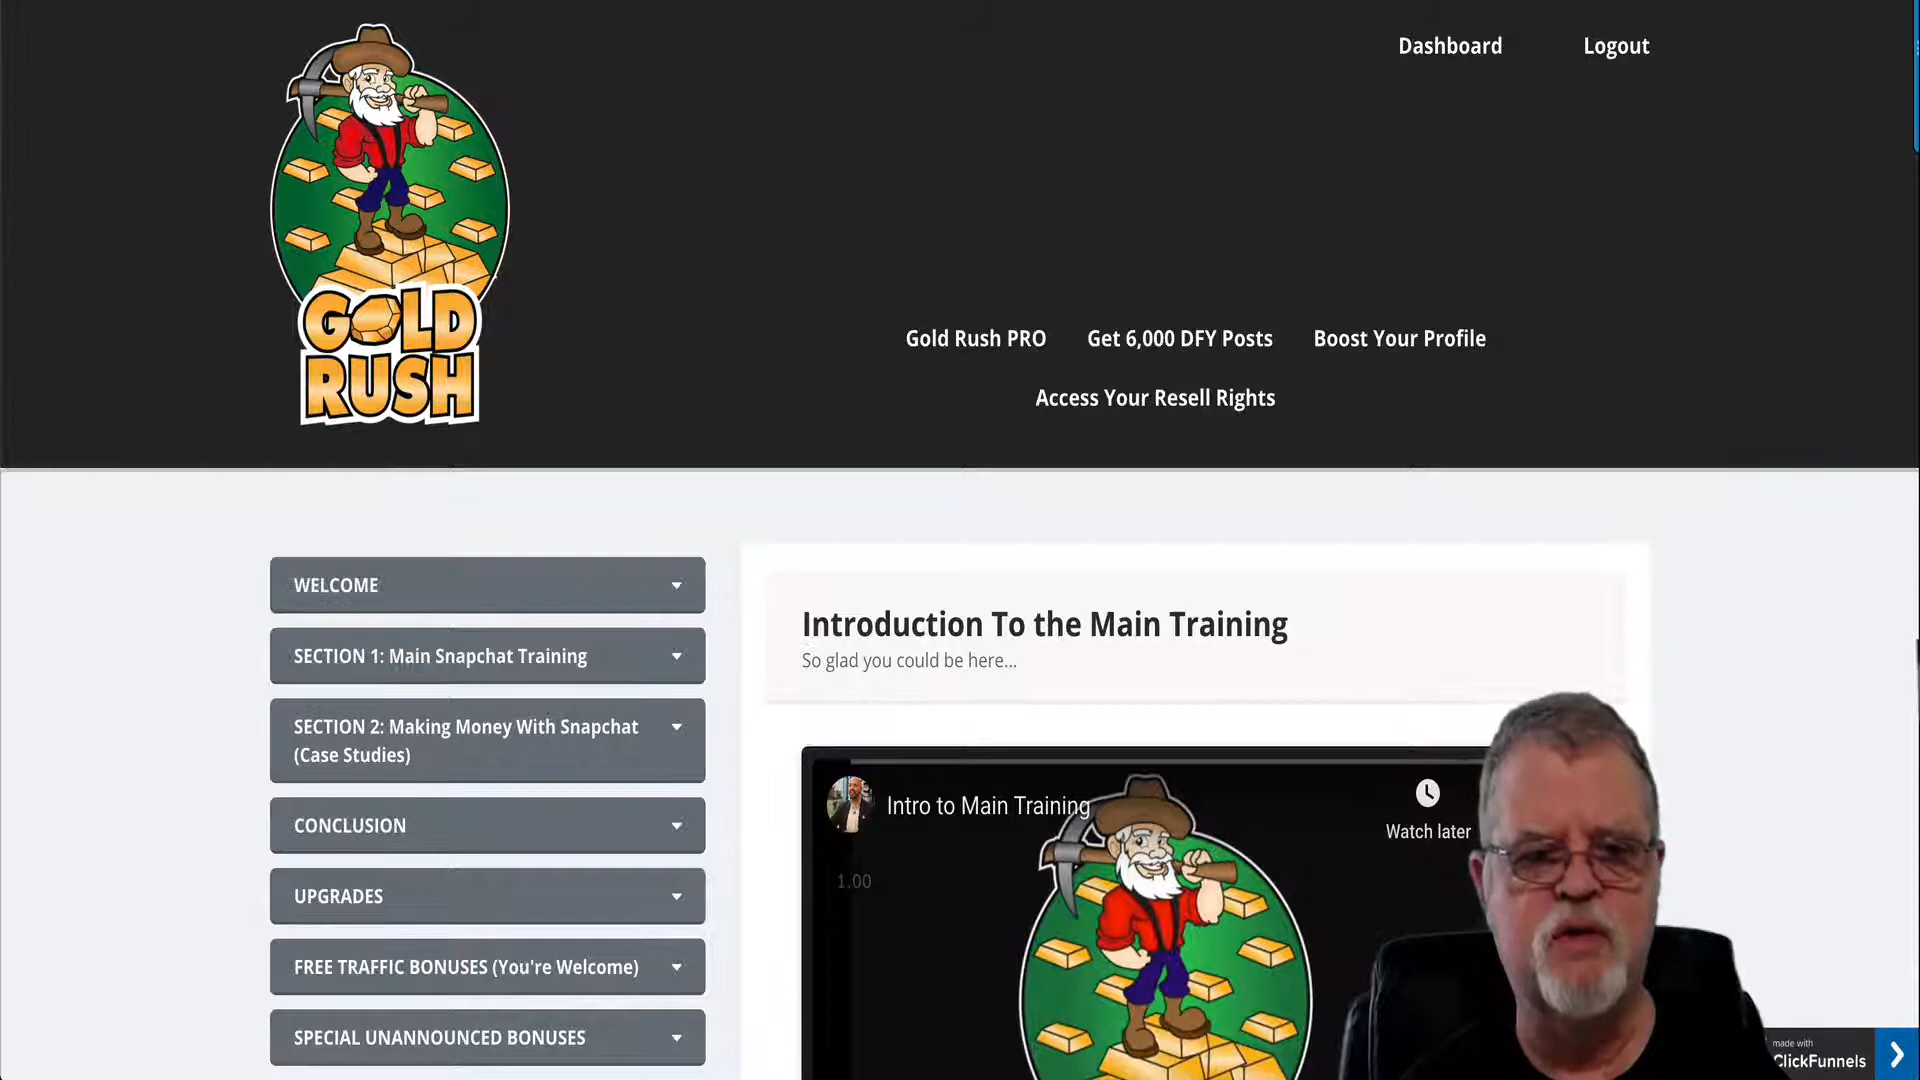 Dashboard
Logout
GOLD
RUSH
Gold Rush PRO
Get 6,000 DFY Posts
Boost Your Profile
Access Your Resell Rights
WELCOME
SECTION 1: Main Snapchat Training
SECTION 2: Making Money With Snapchat
(Case Studies)
CONCLUSION
UPGRADES
FREE TRAFFIC BONUSES (You're Welcome)
SPECIAL UNANNOUNCED BONUSES
Introduction To the Main Training
So glad you could be here...
Intro to Main Training
Watch later
1.00
made with
ClickFunnels